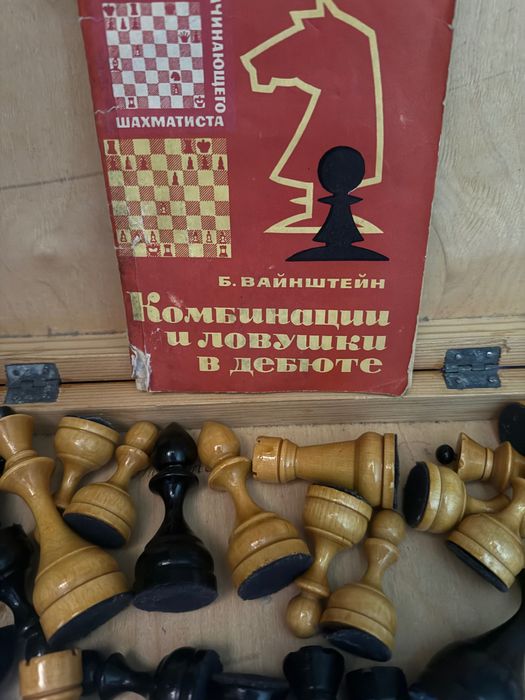 ЧИНАЮЩЕГО
ШАХМАТИСТА
Б. ВАЙНШТЕЙН
Комбинации
и ловушки
в дебюте